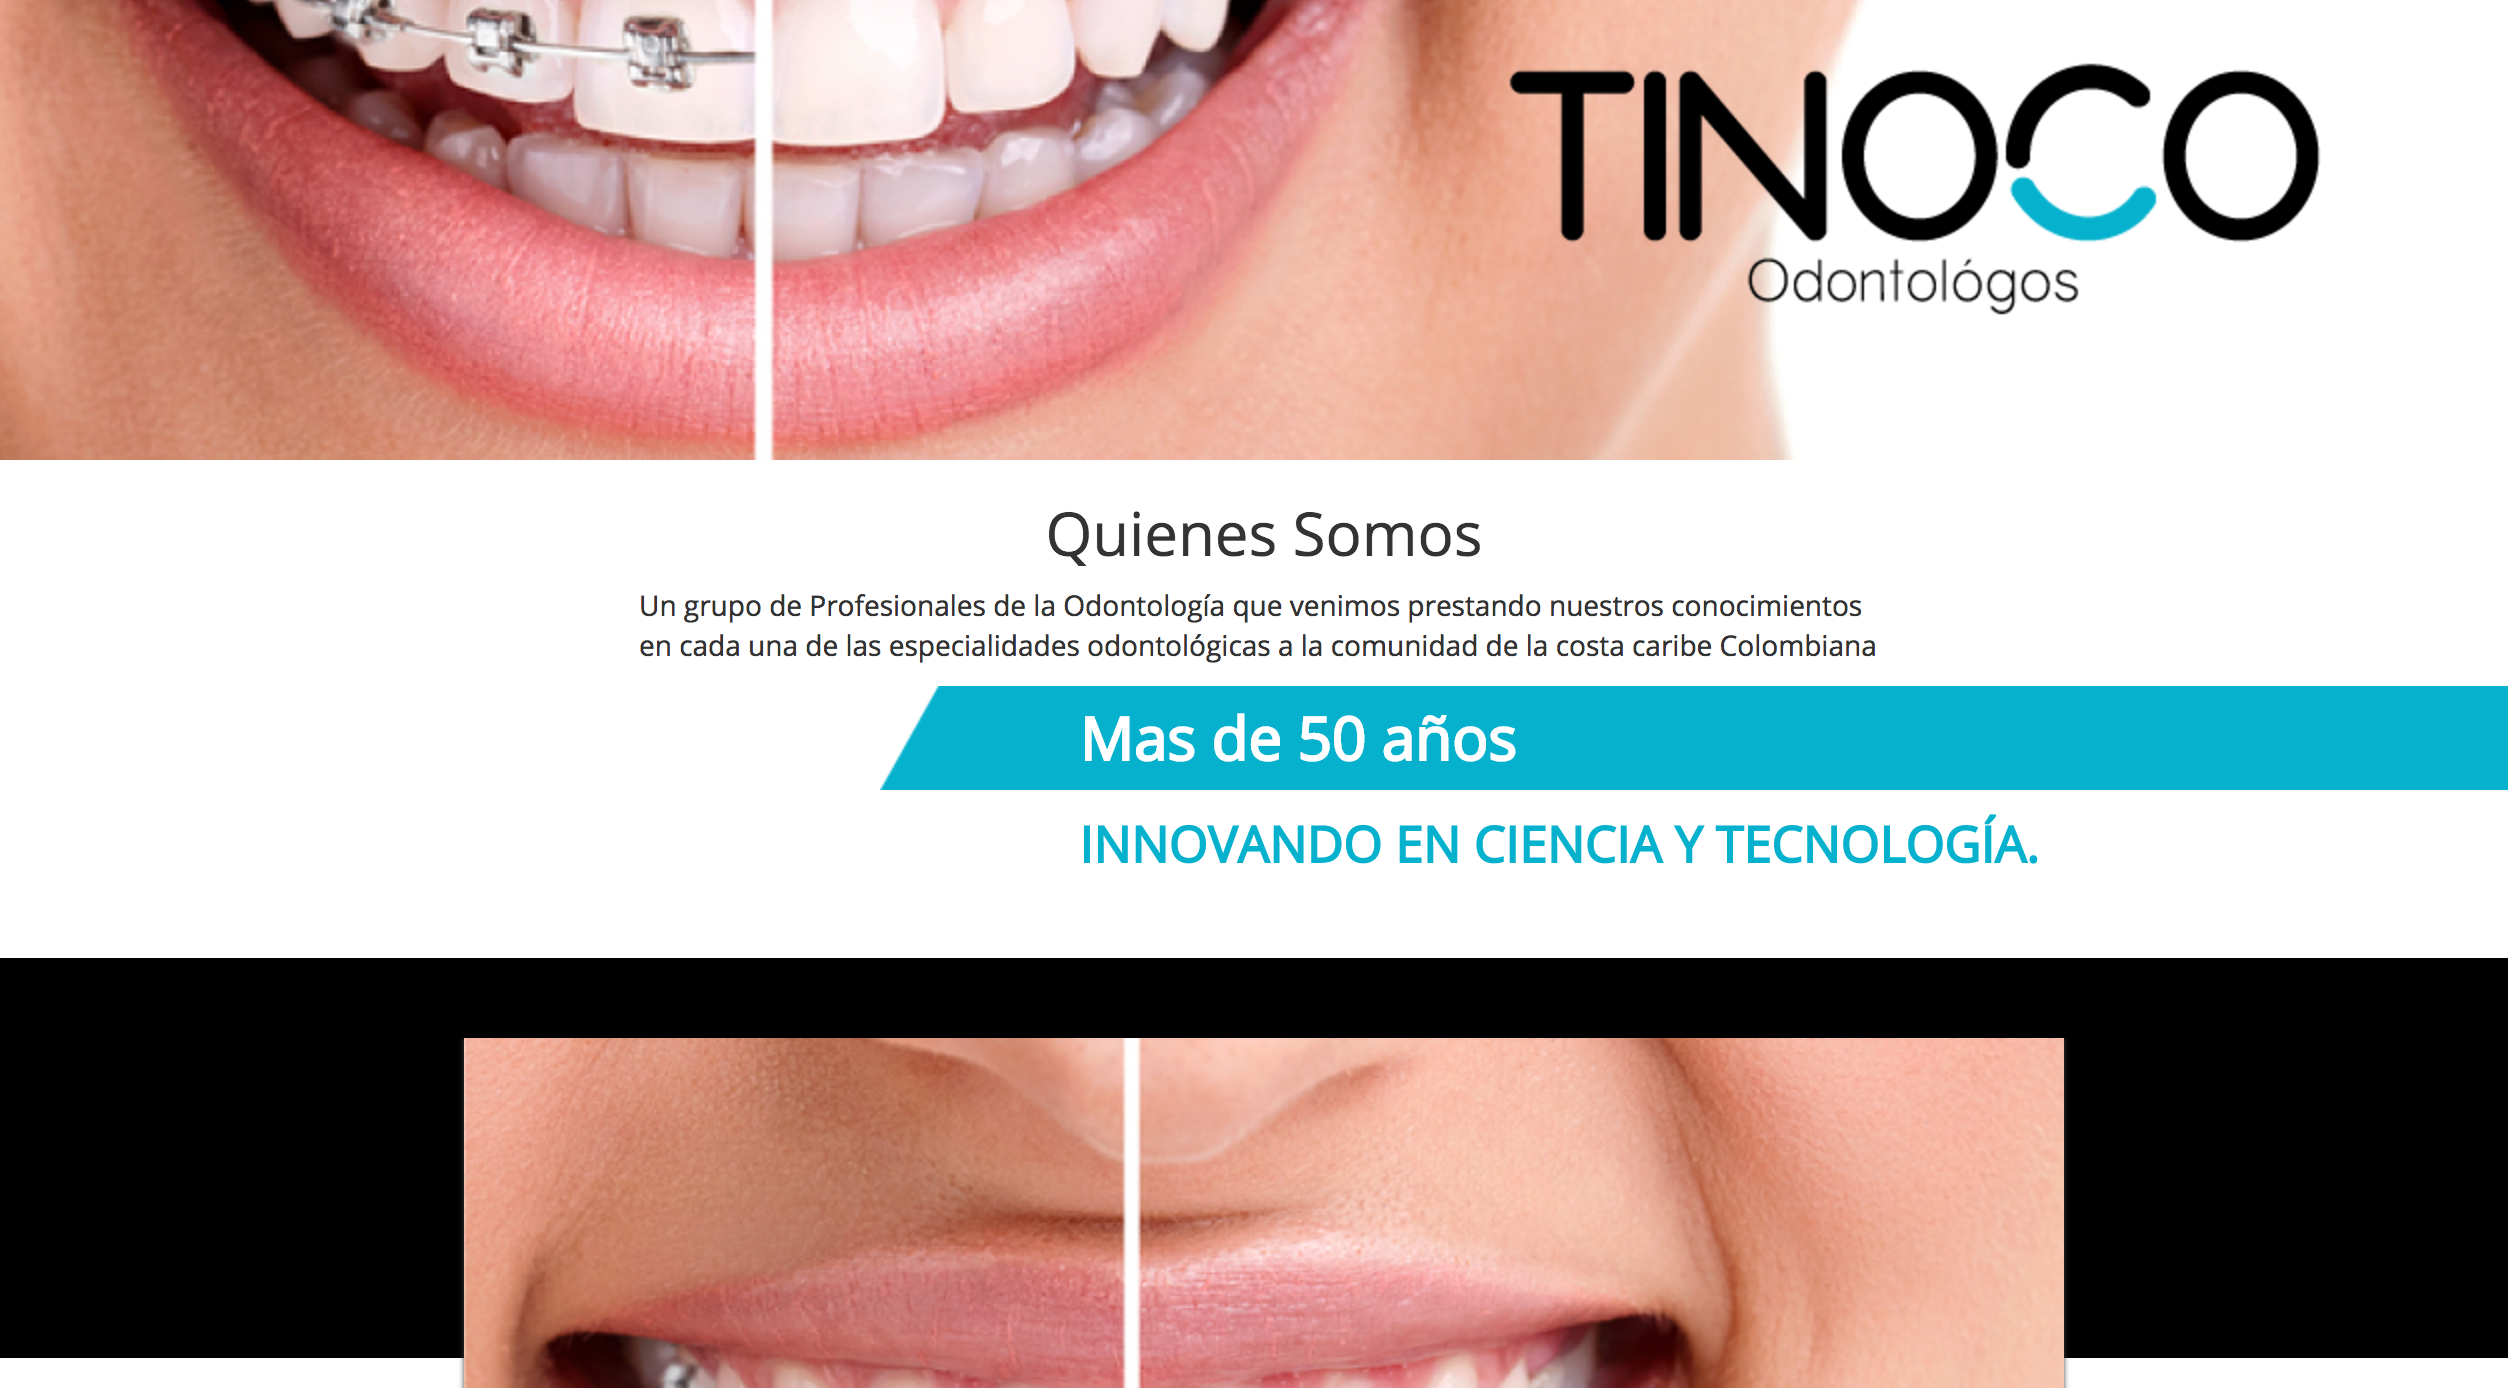 TINOCO
Odontológos
Quienes Somos
Un grupo de Profesionales de la Odontología que venimos prestando nuestros conocimientos
en cada una de las especialidades odontológicas a la comunidad de la costa caribe Colombiana
Mas de 50 años
INNOVANDO EN CIENCIA Y TECNOLOGÍA.